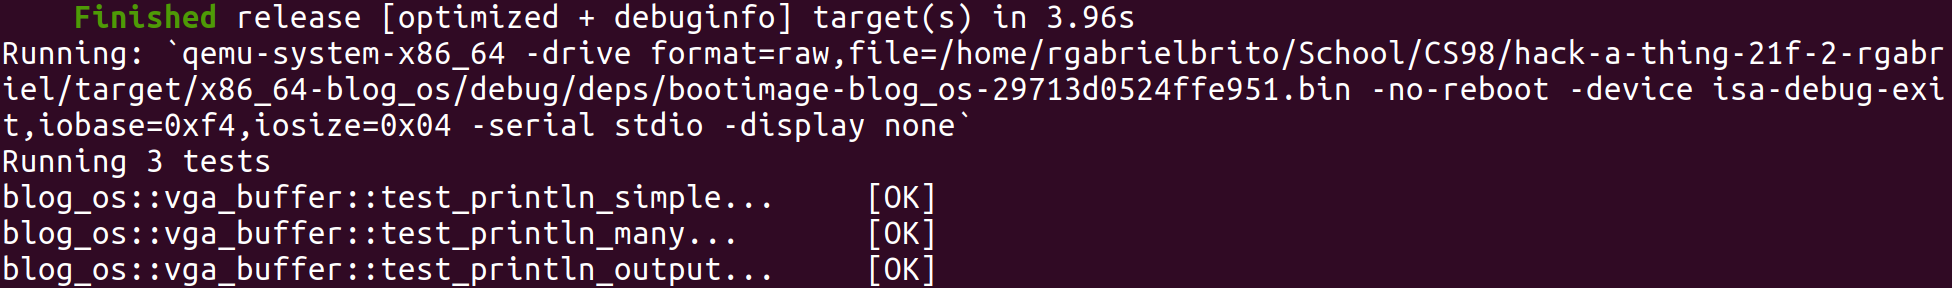 Finished release [optimized + debuginfo] target(s) in 3.96s
Running: `qemu-system-x86_64 -drive format=raw,file=/home/rgabrielbrito/School/CS98/hack-a-thing-21f-2-rgabr
iel/target/x86_64-blog_os/debug/deps/bootimage-blog_os-29713d0524ffe951.bin -no-reboot -device isa-debug-exi
t,iobase=0xf4,iosize=0x04 -serial stdio -display none`
Running 3 tests
blog_os::vga_buffer::test_println_simple... [OK]
blog_os::vga_buffer::test_println_many... [OK]
blog_os::vga_buffer::test_println_output... [OK]